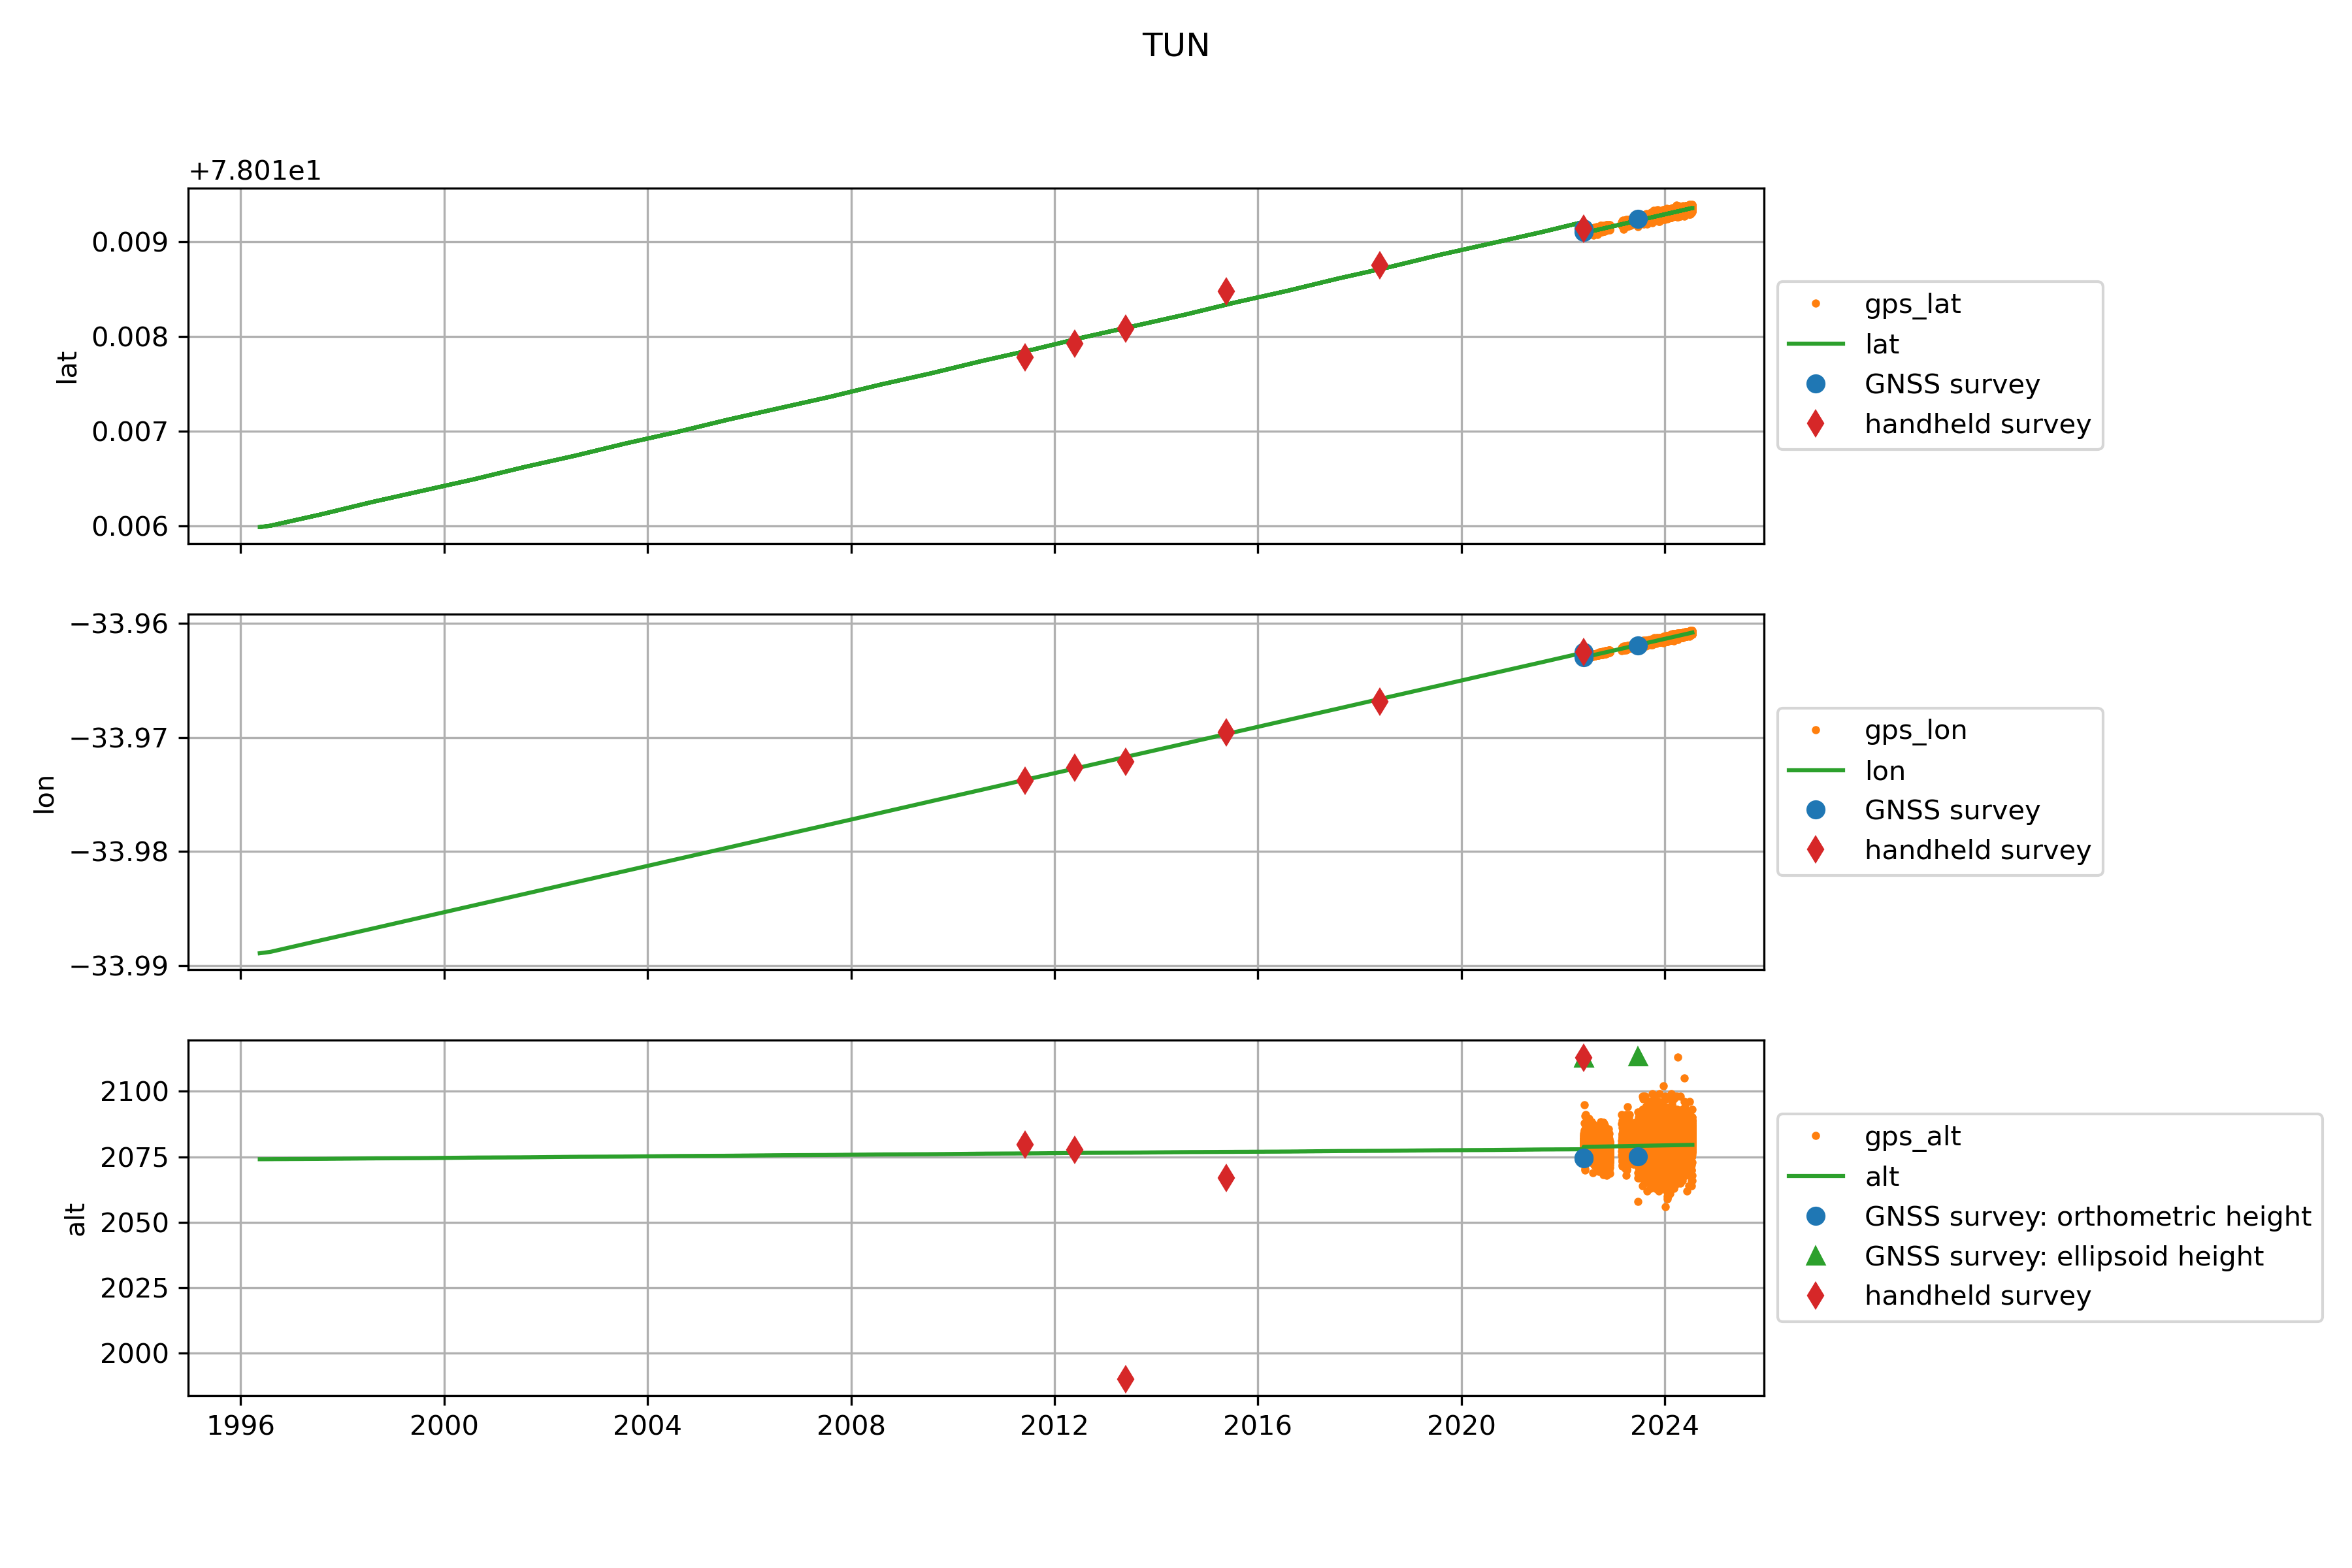 TUN
+7.801e1
0.009
0.008
0.007
0.006
lat
gps_lat
lat
GNSS survey
handheld survey
−33.96
−33.97
−33.98
−33.99
lon
gps_lon
lon
GNSS survey
handheld survey
2100
2075
2050
2025
2000
alt
1996 2000 2004 2008 2012 2016 2020 2024
gps_alt
alt
GNSS survey: orthometric height
GNSS survey: ellipsoid height
handheld survey